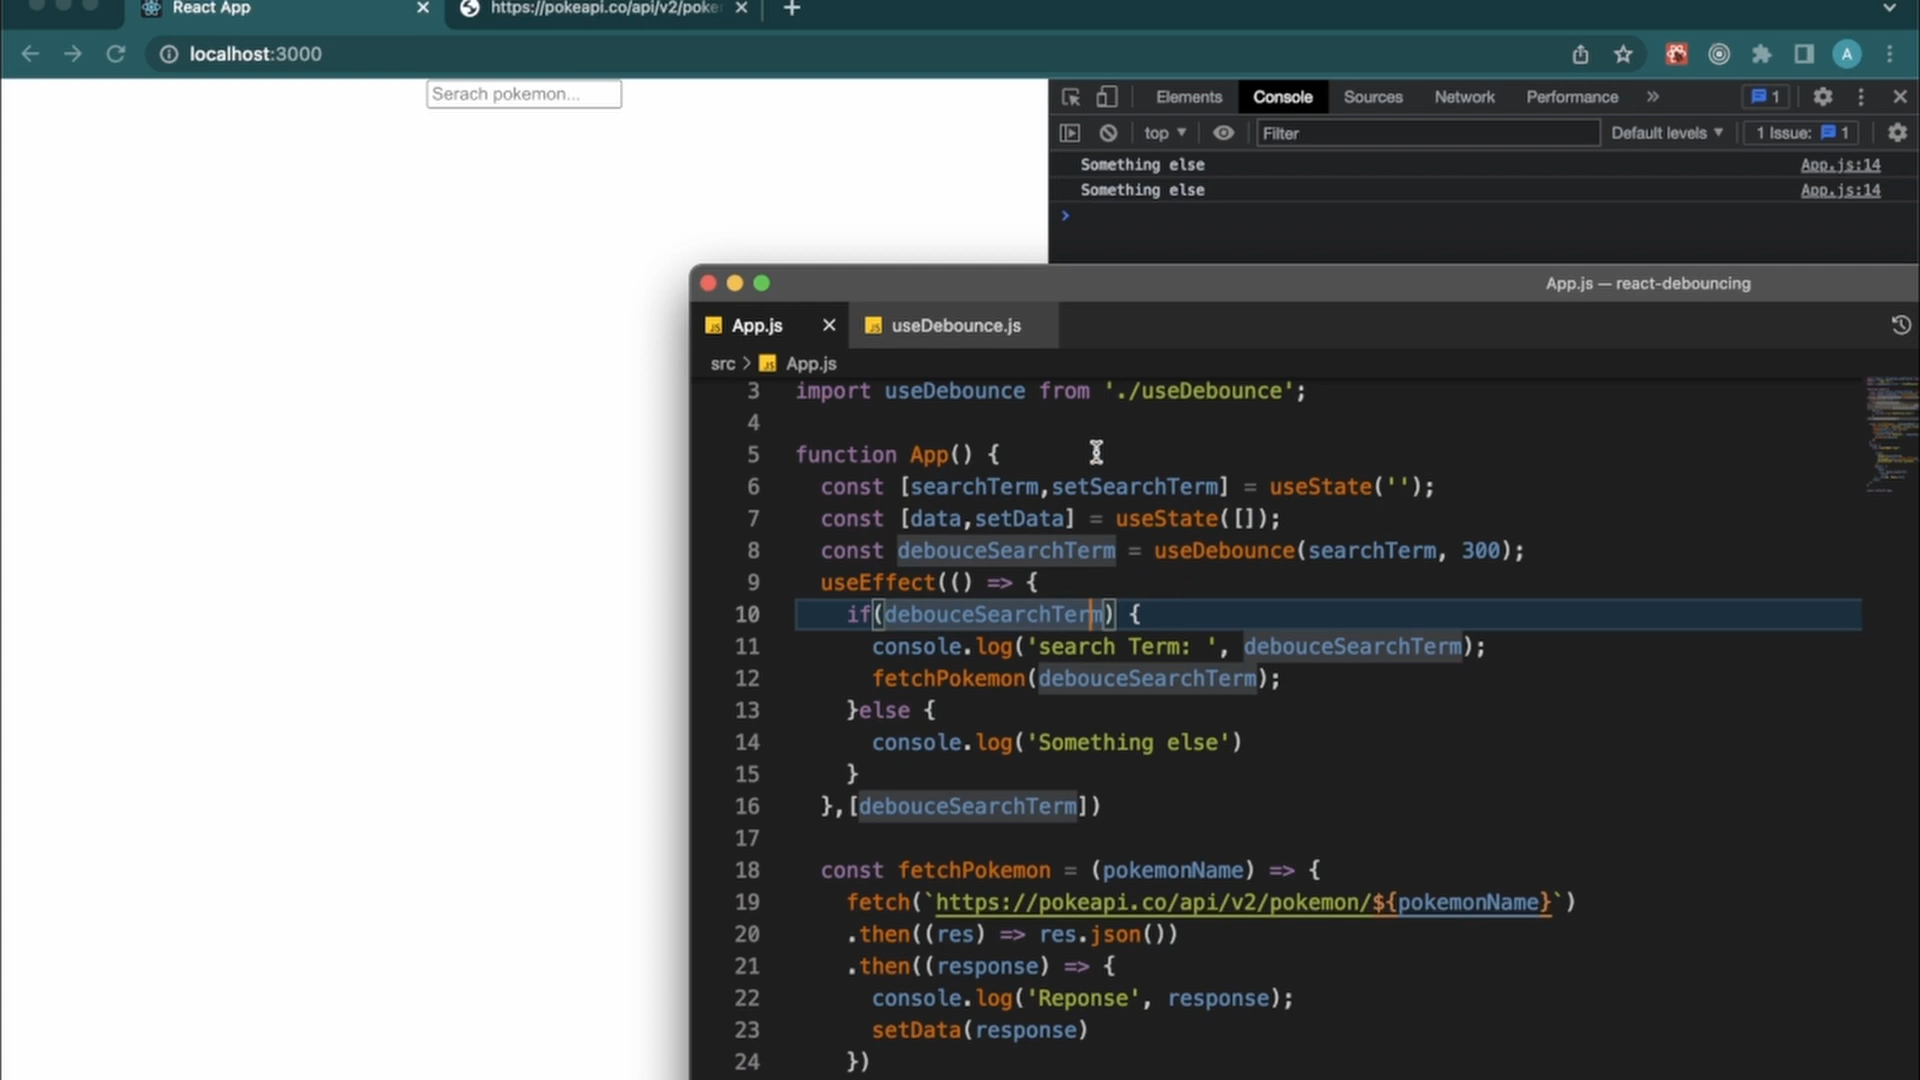 React App
https://pokeapi.co/api/v2/poke
localhost:3000
A
Serach pokemon...
Elements Console Sources Network Performance 1
top Filter Default levels 1 Issue: 1
Something else App.js:14
Something else App.js:14
App.js — react-debouncing
JS App.js JS useDebounce.js
src > JS App.js
3 import useDebounce from './useDebounce';
4
5 function App() {
6 const [searchTerm,setSearchTerm] = useState('');
7 const [data,setData] = useState([]);
8 const debouceSearchTerm = useDebounce(searchTerm, 300);
9 useEffect(() => {
10 if(debouceSearchTerm) {
11 console.log('search Term: ', debouceSearchTerm);
12 fetchPokemon(debouceSearchTerm);
13 }else {
14 console.log('Something else')
15 }
16 },[debouceSearchTerm])
17
18 const fetchPokemon = (pokemonName) => {
19 fetch(`https://pokeapi.co/api/v2/pokemon/${pokemonName}`)
20 .then((res) => res.json())
21 .then((response) => {
22 console.log('Reponse', response);
23 setData(response)
24 })